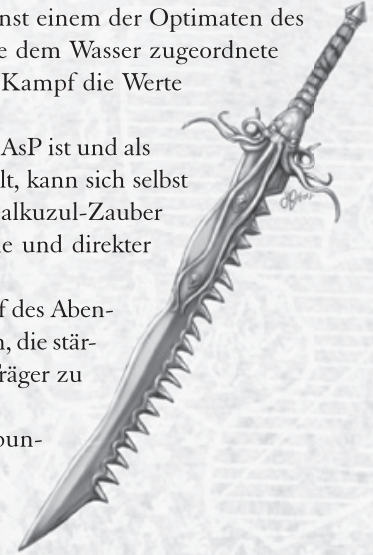 nst einem der Optimaten des
e dem Wasser zugeordnete
Kampf die Werte
AsP ist und als
lt, kann sich selbst
alkuzul-Zauber
e und direkter
f des Aben-
n, die stär-
räger zu
oun-